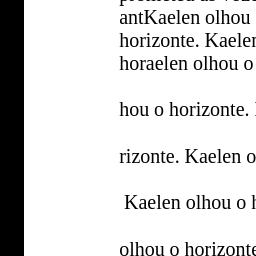 antKaelen olhou
horizonte. Kaelen
horaelen olhou o
hou o horizonte.
rizonte. Kaelen o
Kaelen olhou o h
olhou o horizonte